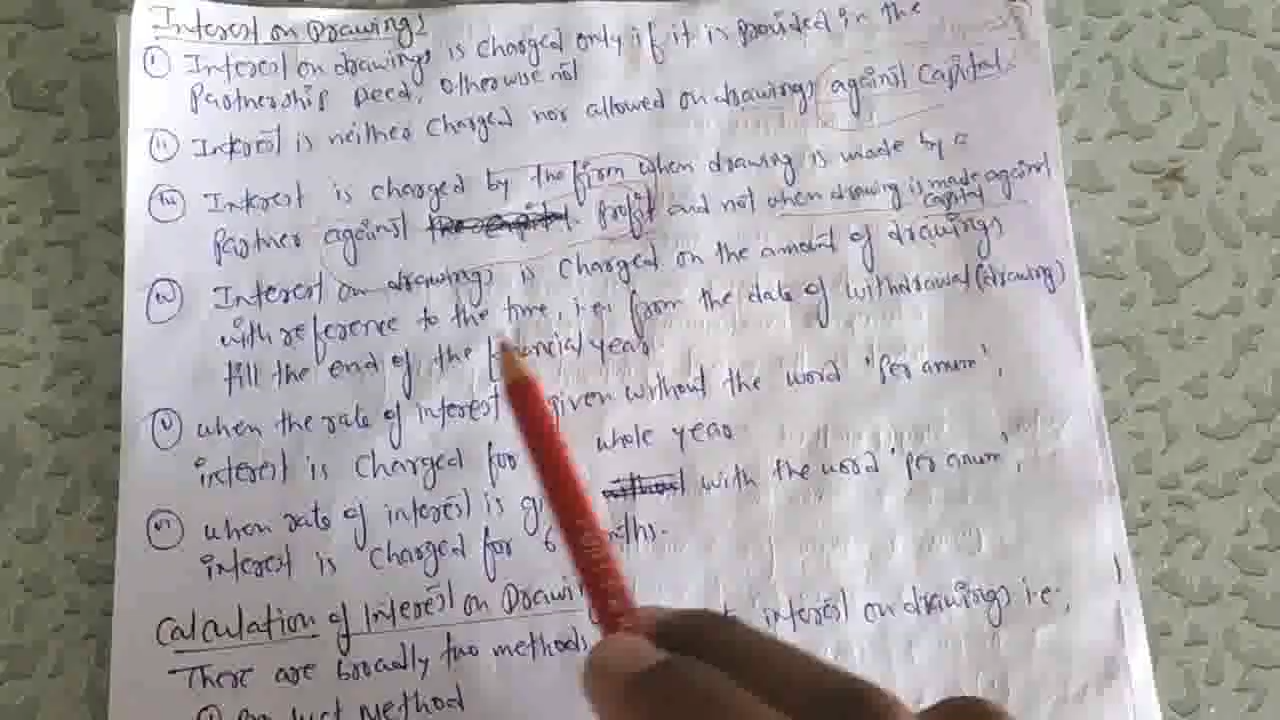 Interest on Drawings
(i) Interest on drawings is charged only if it is provided in the
Partnership Deed, otherwise not
(ii) Interest is neither charged nor allowed on drawings against Capital.
(iii) Interest is charged by the firm when drawing is made by a
Partner against Profit and not when drawing is made against
capital
(iv) Interest on drawings is charged on the amount of drawings
with reference to the time, i.e. from the date of withdrawal (drawing)
till the end of the financial year.
(v) when the rate of interest given without the word 'Per anum',
interest is charged for whole year
(vi) when rate of interest is with the word 'Per anum',
interest is charged for 6
Calculation of Interest on
There are broadly two methods interest on drawings i.e.,
(i) Product Method